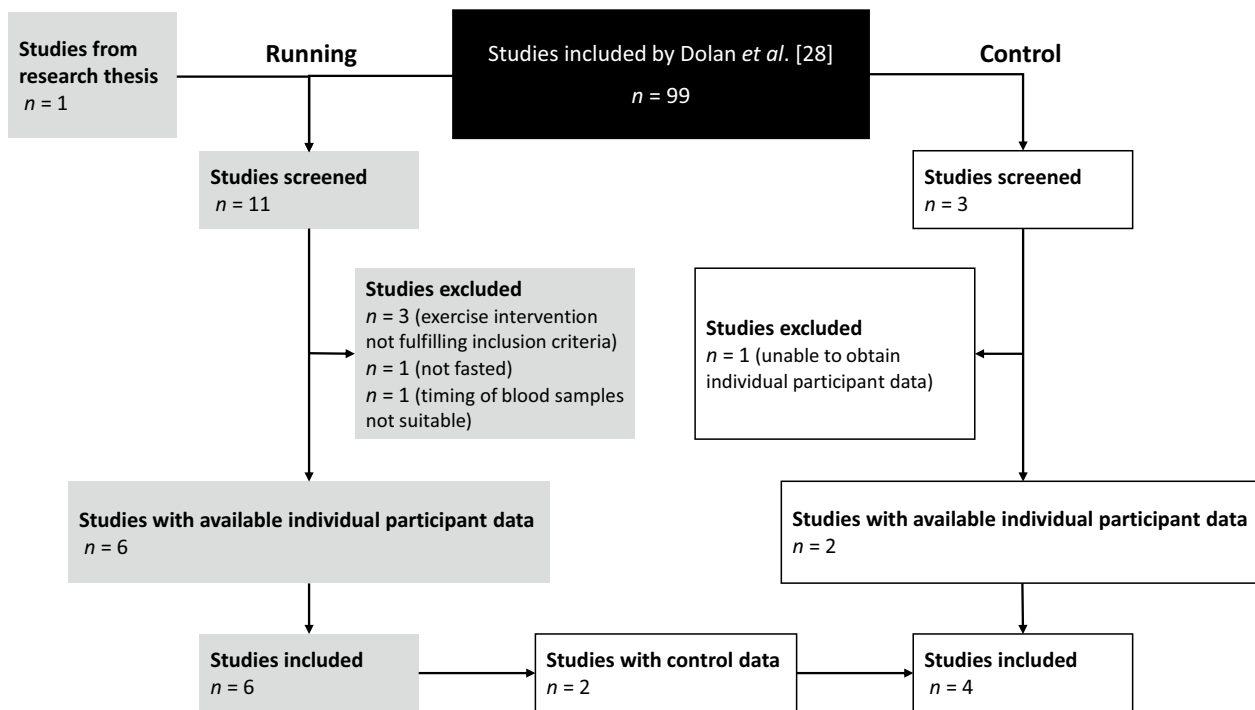 Studies from
research thesis
n = 1
Running
Studies included by Dolan et al. [28]
n = 99
Control
Studies screened
n = 11
Studies screened
n = 3
Studies excluded
n = 3 (exercise intervention
not fulfilling inclusion criteria)
n = 1 (not fasted)
n = 1 (timing of blood samples
not suitable)
Studies excluded
n = 1 (unable to obtain
individual participant data)
Studies with available individual participant data
n = 6
Studies with available individual participant data
n = 2
Studies included
n = 6
Studies with control data
n = 2
Studies included
n = 4